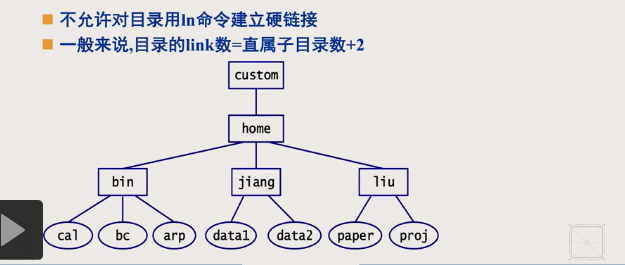 不允许对目录用ln命令建立硬链接
一般来说,目录的link数=直属子目录数+2
custom
home
bin jiang liu
cal bc arp data1 data2 paper proj